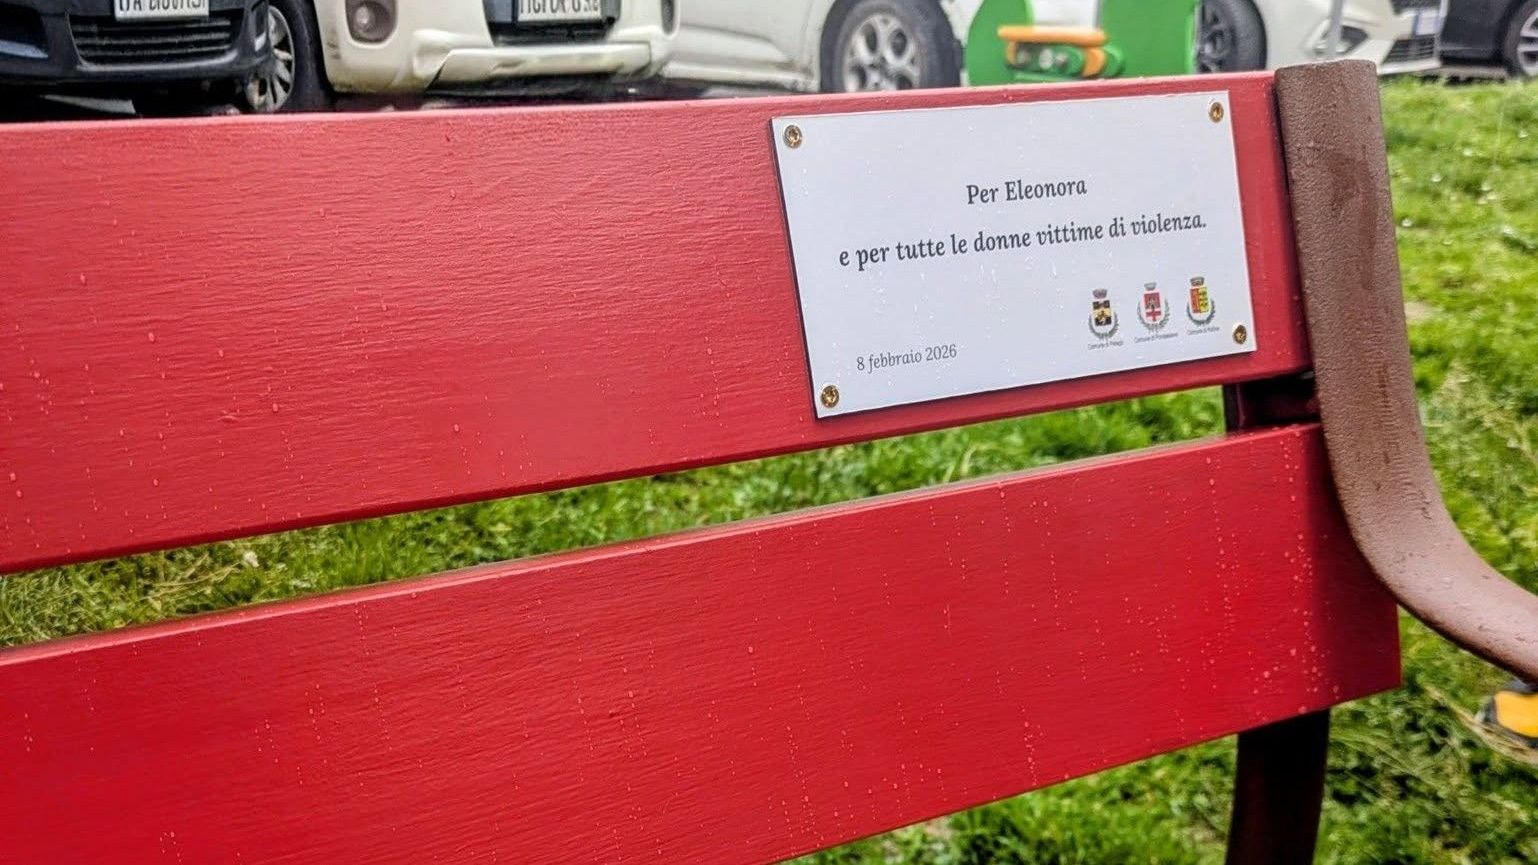 Per Eleonora
e per tutte le donne vittime di violenza.
8 febbraio 2026